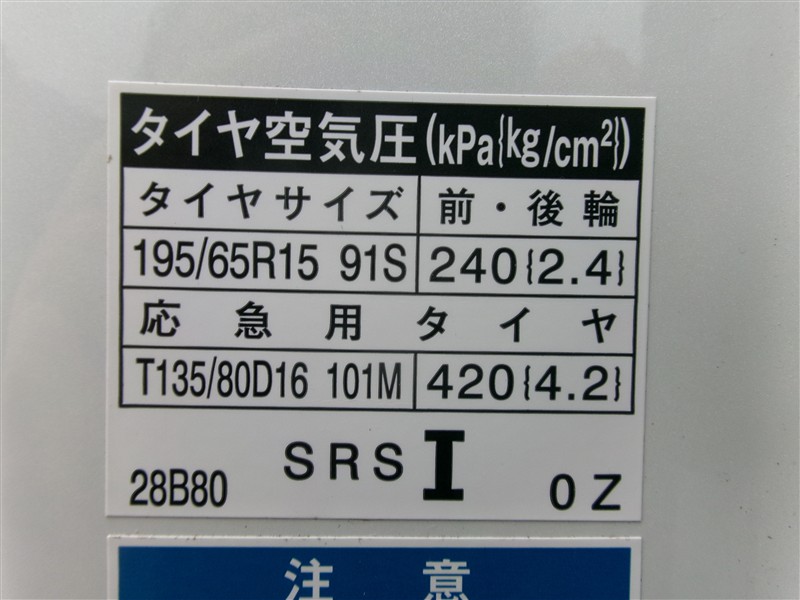 タイヤ空気圧(kPa{kg/cm²})
タイヤサイズ 前・後輪
195/65R15 91S 240{2.4}
応急用タイヤ
T135/80D16 101M 420{4.2}
SRS I
28B80 0Z
注意